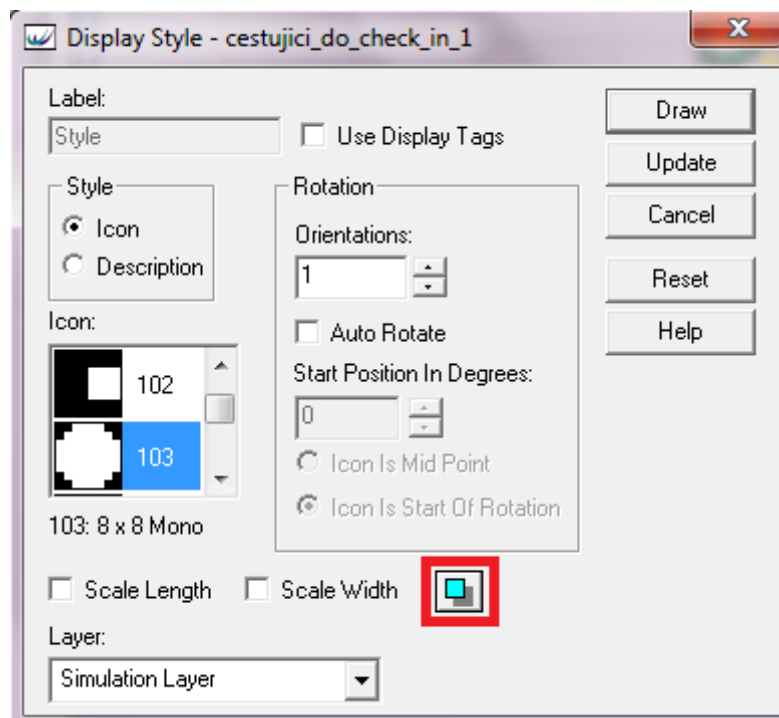 Display Style - cestujici_do_check_in_1
Label:
Style
Use Display Tags
Draw
Update
Cancel
Reset
Help
Style
Icon
Description
Rotation
Orientations:
1
Auto Rotate
Start Position In Degrees:
0
Icon Is Mid Point
Icon Is Start Of Rotation
Icon:
102
103
103: 8 x 8 Mono
Scale Length
Scale Width
Layer:
Simulation Layer